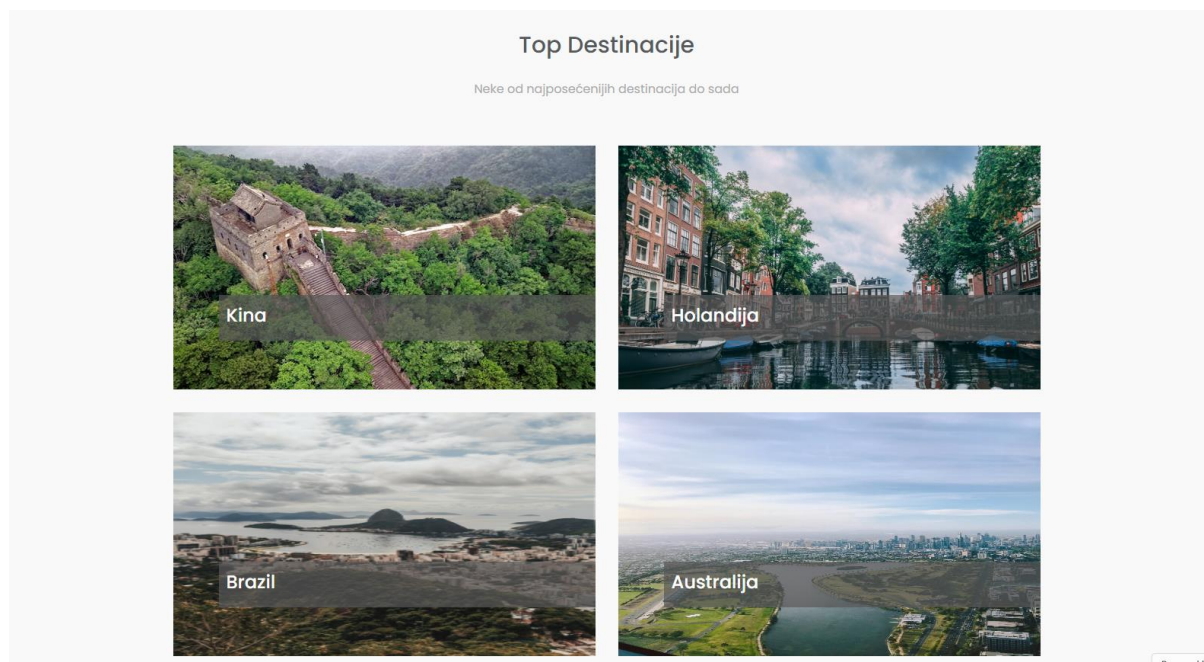 Top Destinacije
Neke od najposećenijih destinacija do sada
Kina
Holandija
Brazil
Australija